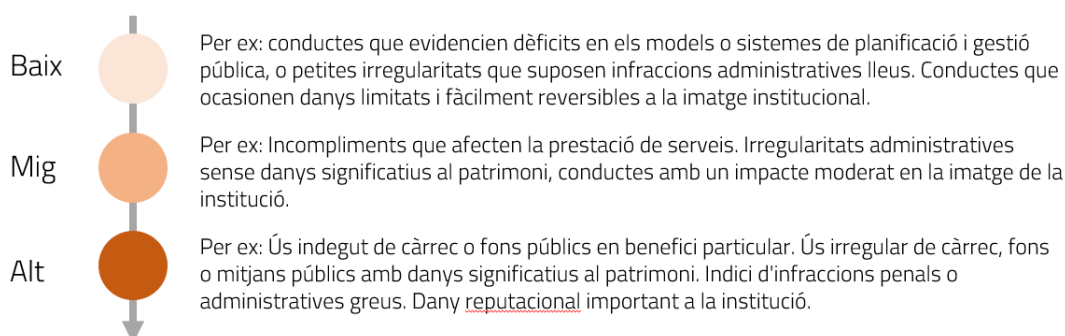 Baix
Per ex: conductes que evidencien dèficits en els models o sistemes de planificació i gestió
pública, o petites irregularitats que suposen infraccions administratives lleus. Conductes que
ocasionen danys limitats i fàcilment reversibles a la imatge institucional.
Mig
Per ex: Incompliments que afecten la prestació de serveis. Irregularitats administratives
sense danys significatius al patrimoni, conductes amb un impacte moderat en la imatge de la
institució.
Alt
Per ex: Ús indegut de càrrec o fons públics en benefici particular. Ús irregular de càrrec, fons
o mitjans públics amb danys significatius al patrimoni. Indici d'infraccions penals o
administratives greus. Dany reputacional important a la institució.